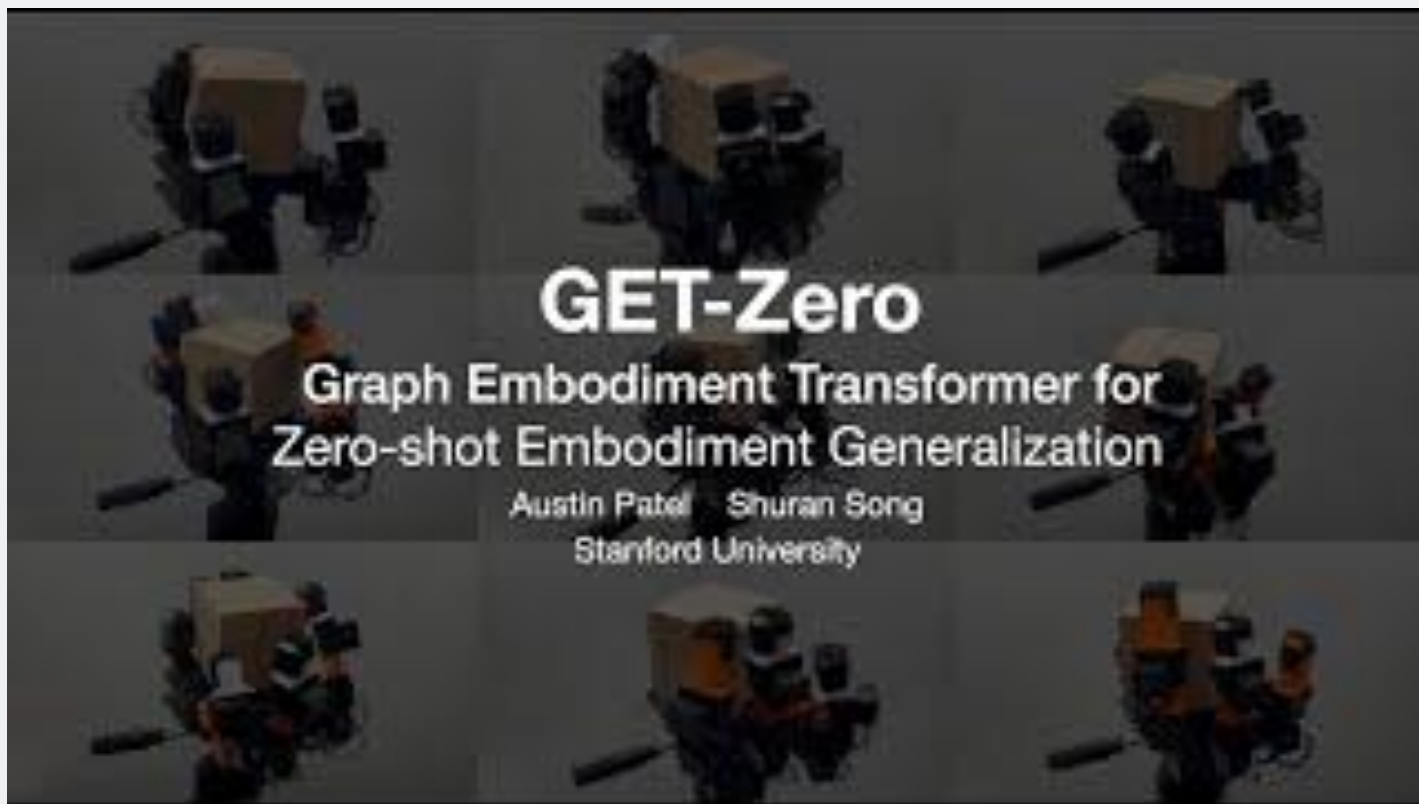 GET-Zero
Graph Embodiment Transformer for
Zero-shot Embodiment Generalization
Austin Patel Shuran Song
Stanford University